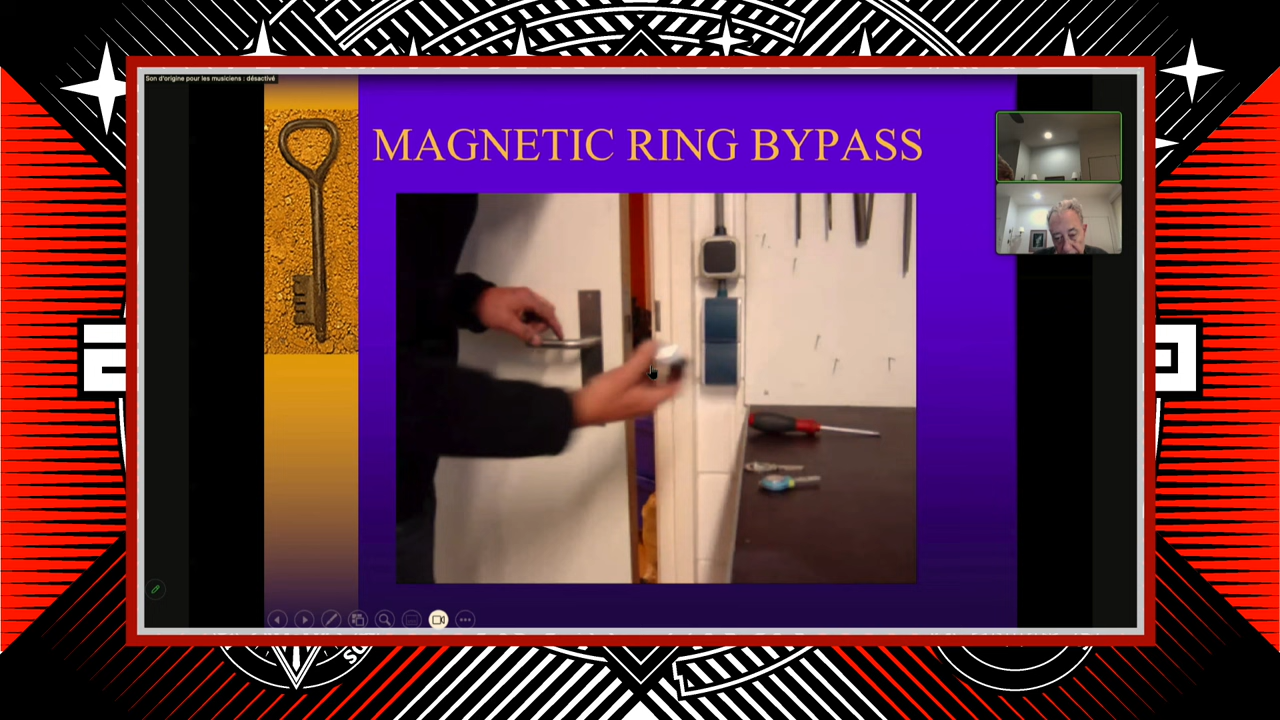 Son d'origine pour les musiciens : désactivé
MAGNETIC RING BYPASS